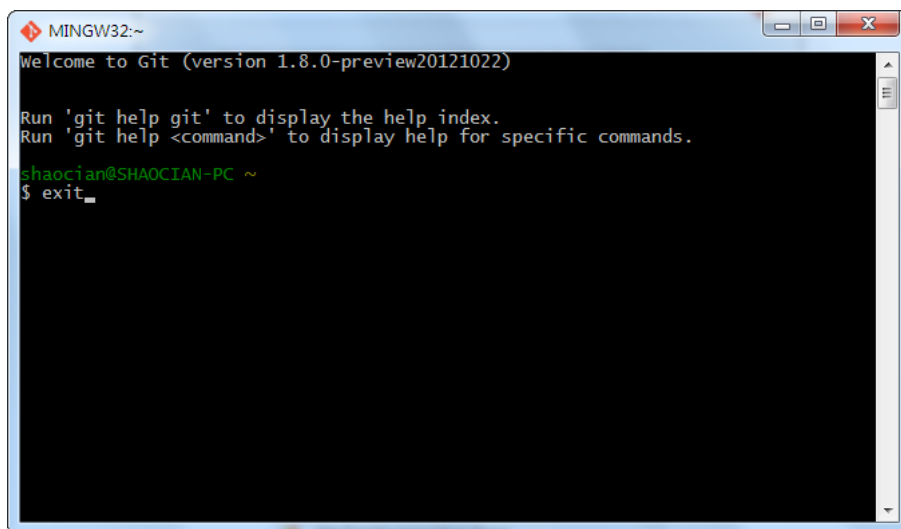 MINGW32:~
Welcome to Git (version 1.8.0-preview20121022)
Run 'git help git' to display the help index.
Run 'git help <command>' to display help for specific commands.
shaocian@SHAOCIAN-PC ~
$ exit